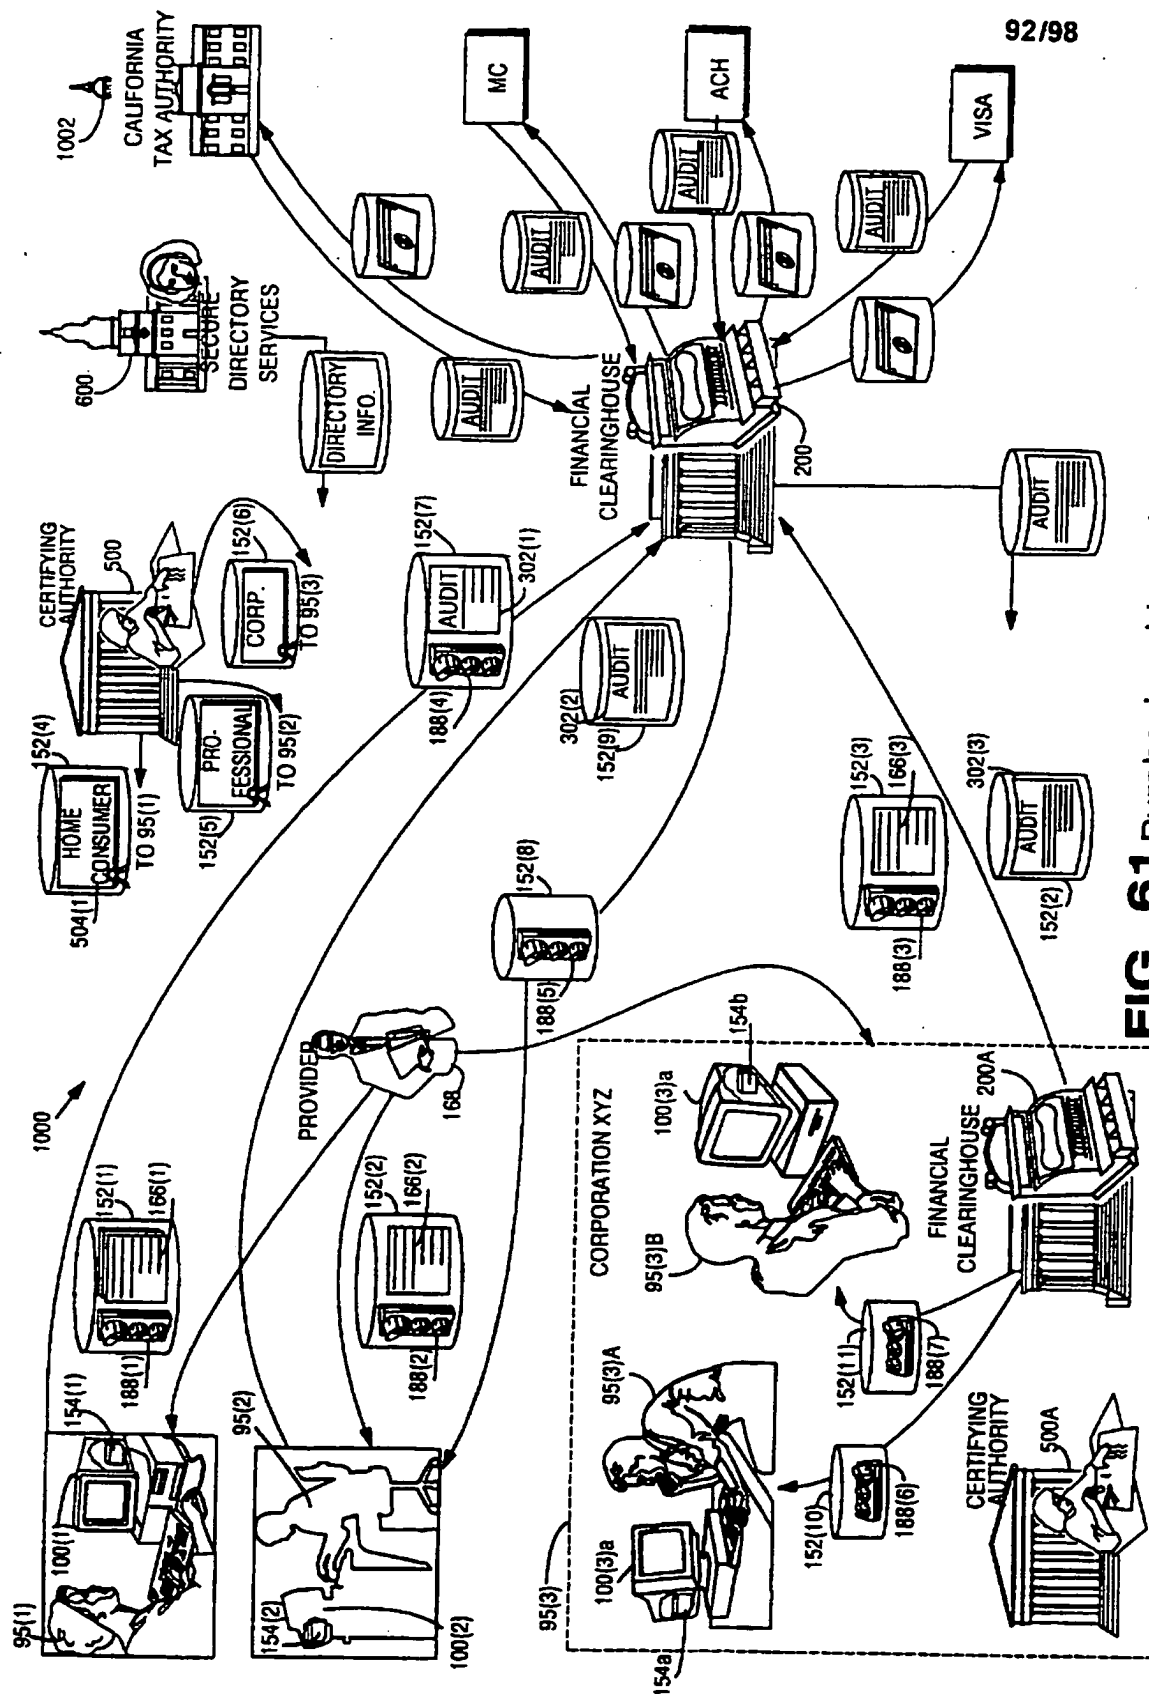 92/98
1002
CALIFORNIA
TAX AUTHORITY
MC
ACH
VISA
600
SECURE
DIRECTORY
SERVICES
DIRECTORY
INFO.
AUDIT
AUDIT
AUDIT
AUDIT
FINANCIAL
CLEARINGHOUSE
200
AUDIT
CERTIFYING
AUTHORITY
500
152(6)
CORP.
TO 95(3)
152(4)
HOME
CONSUMER
504(1)
TO 95(1)
PRO-
FESSIONAL
152(5)
TO 95(2)
152(7)
AUDIT
302(1)
188(4)
302(2)
AUDIT
152(9)
152(8)
188(5)
152(3)
166(3)
188(3)
302(3)
AUDIT
152(2)
1000
PROVIDER
168
152(1)
166(1)
188(1)
152(2)
166(2)
188(2)
95(1)
100(1)
154(1)
95(2)
154(2)
100(2)
95(3)
CORPORATION XYZ
100(3)a
154b
95(3)B
95(3)A
100(3)a
154a
FINANCIAL
CLEARINGHOUSE
200A
152(11)
188(7)
152(10)
188(6)
CERTIFYING
AUTHORITY
500A
FIG. 61